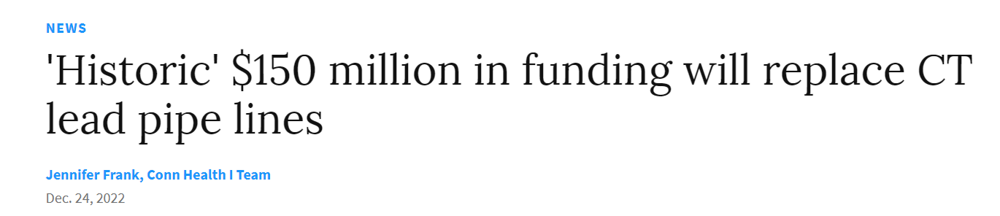 NEWS
'Historic' $150 million in funding will replace CT
lead pipe lines
Jennifer Frank, Conn Health I Team
Dec. 24, 2022